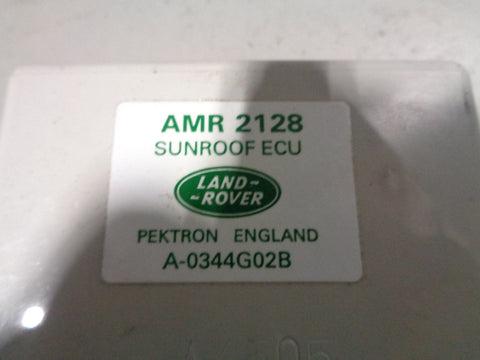 AMR 2128
SUNROOF ECU
LAND-
-ROVER
PEKTRON ENGLAND
A-0344G02B